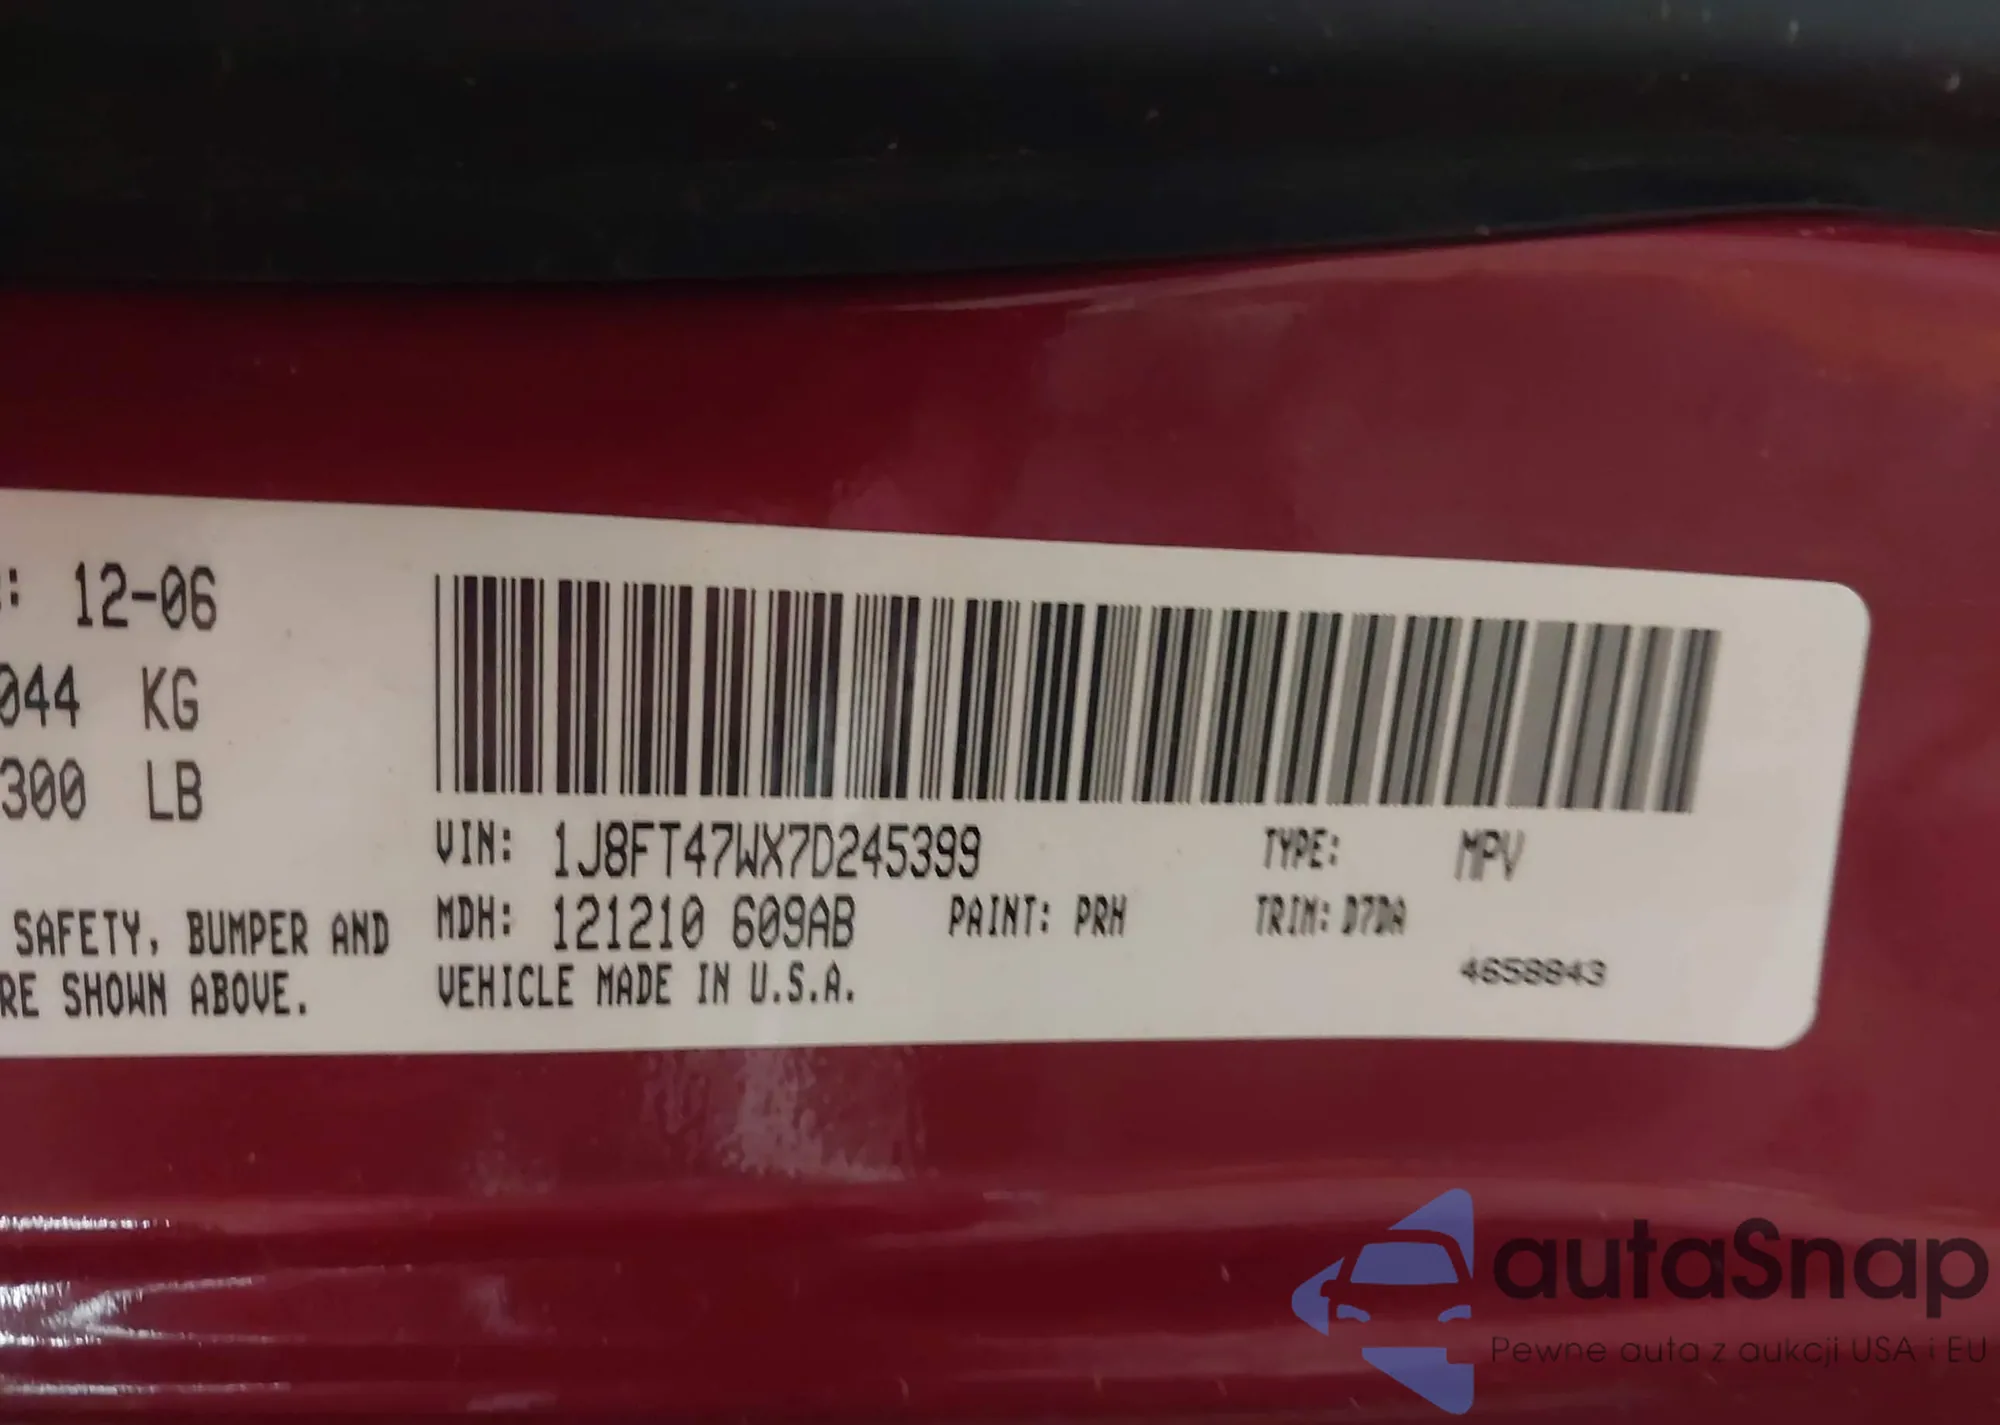 : 12-06
044 KG
300 LB
SAFETY, BUMPER AND
RE SHOWN ABOVE.
VIN: 1J8FT47WX7D245399 TYPE: MPV
MDH: 121210 609AB PAINT: PRH TRIM: D7DA
VEHICLE MADE IN U.S.A.
4658843
autaSnap
Pewne auta z aukcji USA i EU